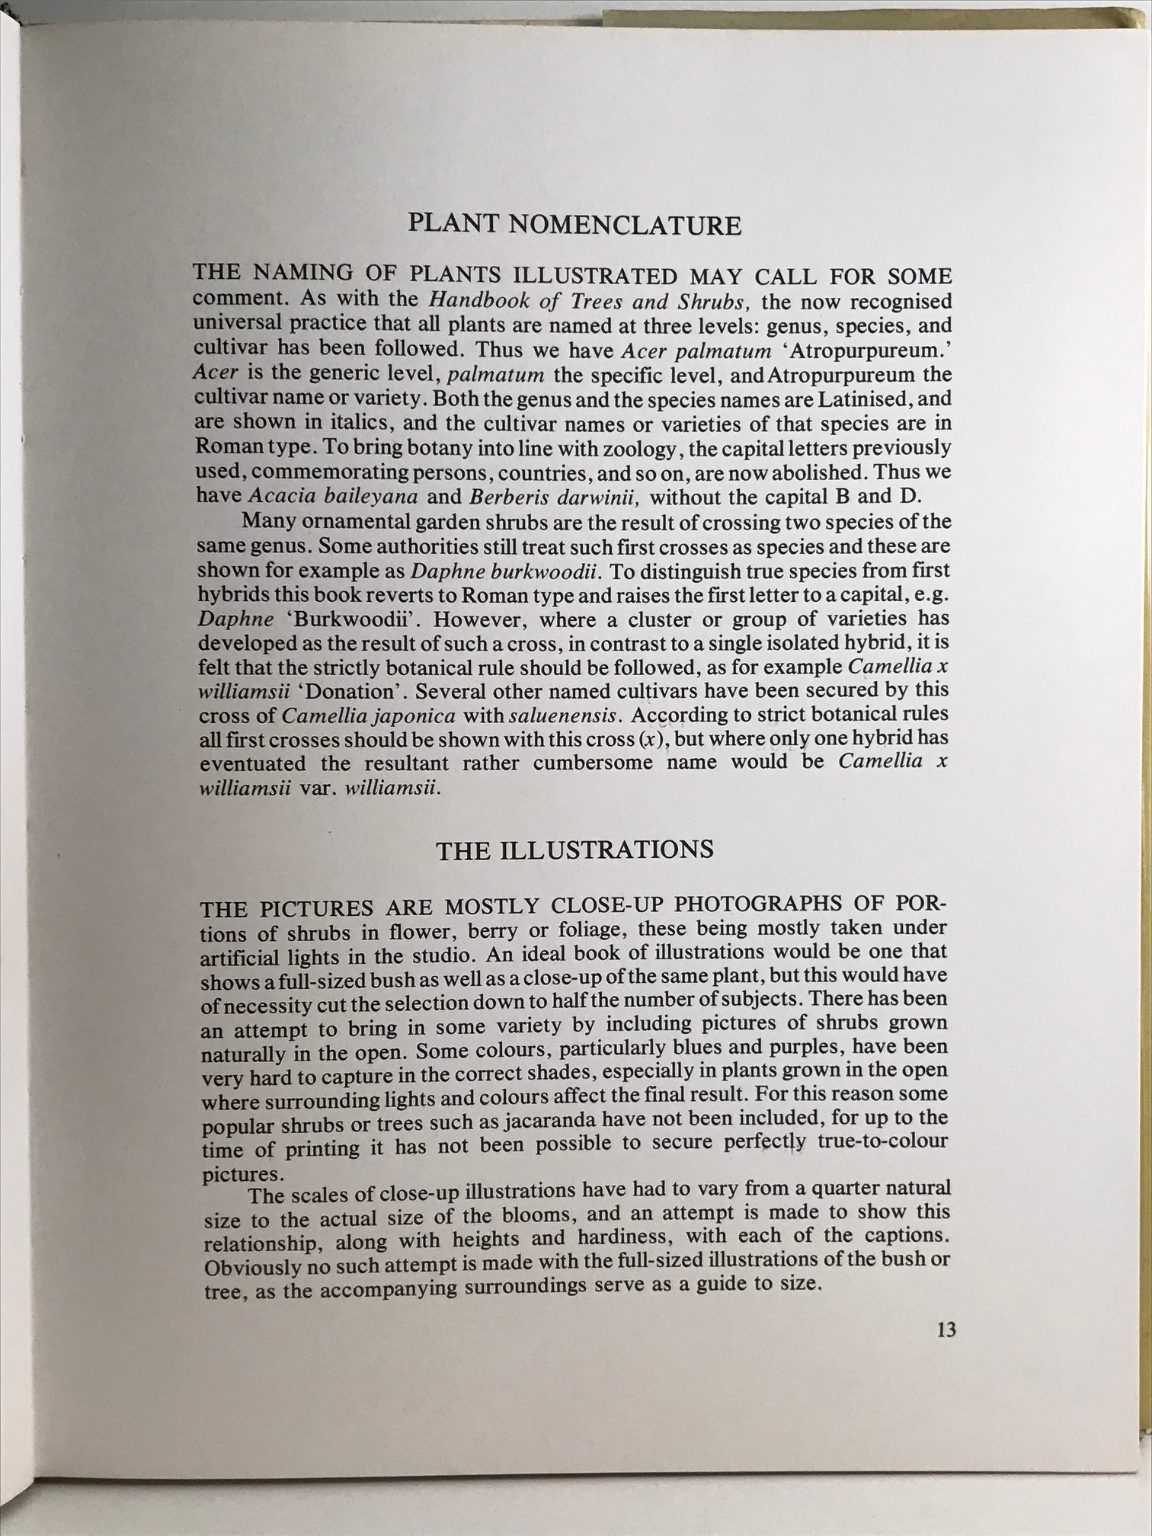 PLANT NOMENCLATURE
THE NAMING OF PLANTS ILLUSTRATED MAY CALL FOR SOME
comment. As with the Handbook of Trees and Shrubs, the now recognised
universal practice that all plants are named at three levels: genus, species, and
cultivar has been followed. Thus we have Acer palmatum ‘Atropurpureum.’
Acer is the generic level, palmatum the specific level, and Atropurpureum the
cultivar name or variety. Both the genus and the species names are Latinised, and
are shown in italics, and the cultivar names or varieties of that species are in
Roman type. To bring botany into line with zoology, the capital letters previously
used, commemorating persons, countries, and so on, are now abolished. Thus we
have Acacia baileyana and Berberis darwinii, without the capital B and D.
Many ornamental garden shrubs are the result of crossing two species of the
same genus. Some authorities still treat such first crosses as species and these are
shown for example as Daphne burkwoodii. To distinguish true species from first
hybrids this book reverts to Roman type and raises the first letter to a capital, e.g.
Daphne ‘Burkwoodii’. However, where a cluster or group of varieties has
developed as the result of such a cross, in contrast to a single isolated hybrid, it is
felt that the strictly botanical rule should be followed, as for example Camellia x
williamsii ‘Donation’. Several other named cultivars have been secured by this
cross of Camellia japonica with saluenensis. According to strict botanical rules
all first crosses should be shown with this cross (x), but where only one hybrid has
eventuated the resultant rather cumbersome name would be Camellia x
williamsii var. williamsii.
THE ILLUSTRATIONS
THE PICTURES ARE MOSTLY CLOSE-UP PHOTOGRAPHS OF POR-
tions of shrubs in flower, berry or foliage, these being mostly taken under
artificial lights in the studio. An ideal book of illustrations would be one that
shows a full-sized bush as well as a close-up of the same plant, but this would have
of necessity cut the selection down to half the number of subjects. There has been
an attempt to bring in some variety by including pictures of shrubs grown
naturally in the open. Some colours, particularly blues and purples, have been
very hard to capture in the correct shades, especially in plants grown in the open
where surrounding lights and colours affect the final result. For this reason some
popular shrubs or trees such as jacaranda have not been included, for up to the
time of printing it has not been possible to secure perfectly true-to-colour
pictures.
The scales of close-up illustrations have had to vary from a quarter natural
size to the actual size of the blooms, and an attempt is made to show this
relationship, along with heights and hardiness, with each of the captions.
Obviously no such attempt is made with the full-sized illustrations of the bush or
tree, as the accompanying surroundings serve as a guide to size.
13